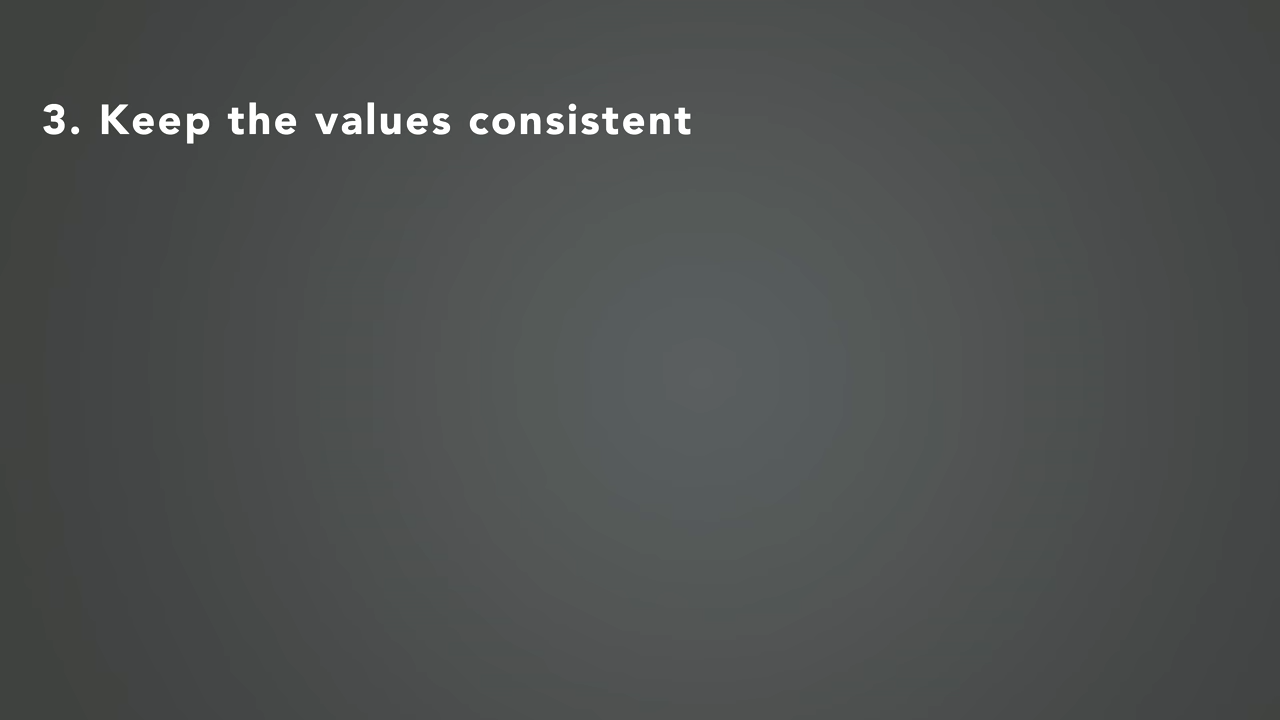 3. Keep the values consistent